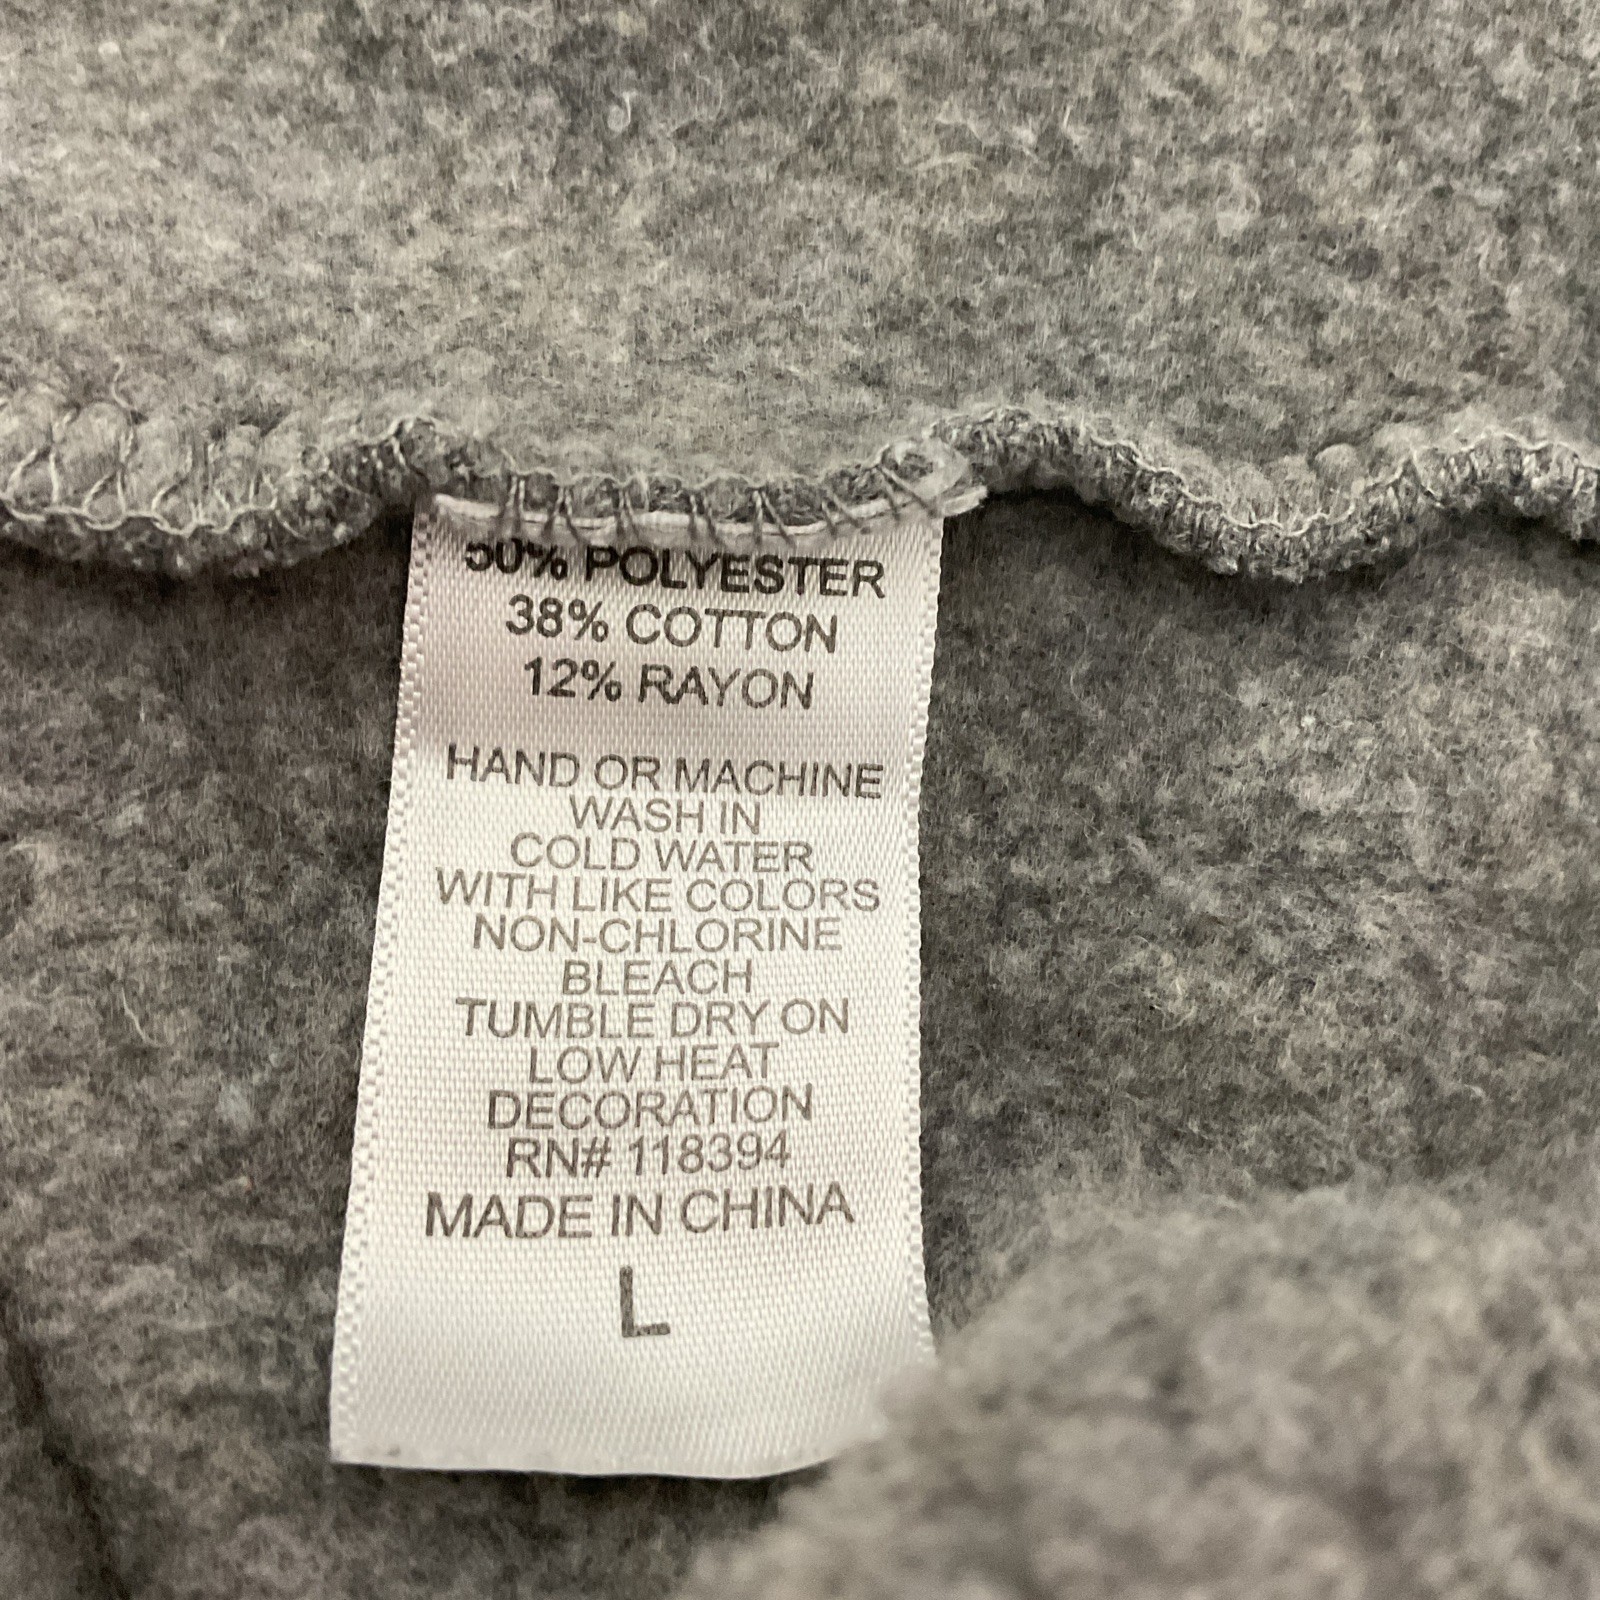 50% POLYESTER
38% COTTON
12% RAYON
HAND OR MACHINE
WASH IN
COLD WATER
WITH LIKE COLORS
NON-CHLORINE
BLEACH
TUMBLE DRY ON
LOW HEAT
DECORATION
RN# 118394
MADE IN CHINA
L